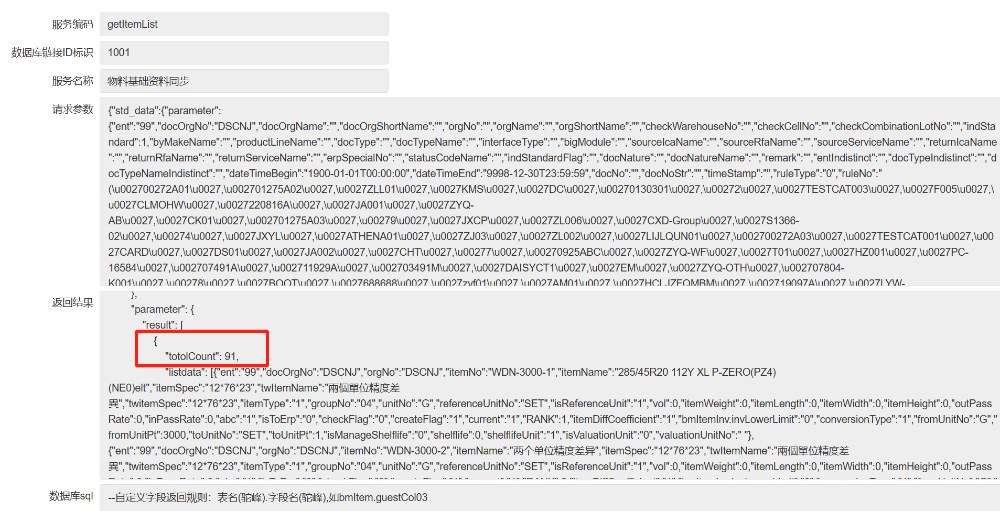 服务编码
getItemList
数据库链接ID标识
1001
服务名称
物料基础资料同步
请求参数
{"std_data":{"parameter":
{"ent":"99","docOrgNo":"DSCNJ","docOrgName":"","docOrgShortName":"","orgNo":"","orgName":"","orgShortName":"","checkWarehouseNo":"","checkCellNo":"","checkCombinationLotNo":"","indSta
ndard":1,"byMakeName":"","productLineName":"","docType":"","docTypeName":"","interfaceType":"","bigModule":"","sourceIcaName":"","sourceRfaName":"","sourceServiceName":"","returnIcaName
":"","returnRfaName":"","returnServiceName":"","erpSpecialNo":"","statusCodeName":"","indStandardFlag":"","docNature":"","docNatureName":"","remark":"","entIndistinct":"","docTypeIndistinct":"","d
ocTypeNameIndistinct":"","dateTimeBegin":"1900-01-01T00:00:00","dateTimeEnd":"9998-12-30T23:59:59","docNo":"","docNoStr":"","timeStamp":"","ruleType":"0","ruleNo":"
(\u002700272A01\u0027,\u002701275A02\u0027,\u0027ZLL01\u0027,\u0027KMS\u0027,\u0027DC\u0027,\u00270130301\u0027,\u00272\u0027,\u0027TESTCAT003\u0027,\u0027F005\u0027,\
u0027CLMOHW\u0027,\u0027220816A\u0027,\u0027JA001\u0027,\u0027ZYQ-
AB\u0027,\u0027CK01\u0027,\u002701275A03\u0027,\u00279\u0027,\u0027JXCP\u0027,\u0027ZL006\u0027,\u0027CXD-Group\u0027,\u0027S1366-
02\u0027,\u00274\u0027,\u0027JXYL\u0027,\u0027ATHENA01\u0027,\u0027ZJ03\u0027,\u0027ZL002\u0027,\u0027LIJLQUN01\u0027,\u002700272A03\u0027,\u0027TESTCAT001\u0027,\u00
27CARD\u0027,\u0027DS01\u0027,\u0027JA002\u0027,\u0027CHT\u0027,\u00277\u0027,\u00270925ABC\u0027,\u0027ZYQ-WF\u0027,\u0027T01\u0027,\u0027HZ001\u0027,\u0027PC-
16584\u0027,\u002707491A\u0027,\u002711929A\u0027,\u002703491M\u0027,\u0027DAISYCT1\u0027,\u0027EM\u0027,\u0027ZYQ-OTH\u0027,\u002707804-
K001\u0027,\u00278\u0027,\u0027BOOT\u0027,\u0027688688\u0027,\u0027zyf01\u0027,\u0027AM01\u0027,\u0027HCLJZFQMBM\u0027,\u002719097A\u0027,\u0027LYW-
返回结果
},
"parameter": {
"result": [
{
"totolCount": 91,
"listdata": [{"ent":"99","docOrgNo":"DSCNJ","orgNo":"DSCNJ","itemNo":"WDN-3000-1","itemName":"285/45R20 112Y XL P-ZERO(PZ4)
(NE0)elt","itemSpec":"12*76*23","twItemName":"兩個單位精度差
異","twitemSpec":"12*76*23","itemType":"1","groupNo":"04","unitNo":"G","referenceUnitNo":"SET","isReferenceUnit":"1","vol":0,"itemWeight":0,"itemLength":0,"itemWidth":0,"itemHeight":0,"outPass
Rate":0,"inPassRate":0,"abc":"1","isToErp":"0","checkFlag":"0","createFlag":"1","current":"1","RANK":1,"itemDiffCoefficient":"1","bmItemInv.invLowerLimit":"0","conversionType":"1","fromUnitNo":"G","
fromUnitPt":3000,"toUnitNo":"SET","toUnitPt":1,"isManageShelflife":"0","shelflife":0,"shelflifeUnit":"1","isValuationUnit":"0","valuationUnitNo":" "},
{"ent":"99","docOrgNo":"DSCNJ","orgNo":"DSCNJ","itemNo":"WDN-3000-2","itemName":"两个单位精度差异","itemSpec":"12*76*23","twItemName":"兩個單位精度差
異","twitemSpec":"12*76*23","itemType":"1","groupNo":"04","unitNo":"G","referenceUnitNo":"SET","isReferenceUnit":"1","vol":0,"itemWeight":0,"itemLength":0,"itemWidth":0,"itemHeight":0,"outPass
数据库sql
--自定义字段返回规则：表名(驼峰).字段名(驼峰),如bmItem.guestCol03